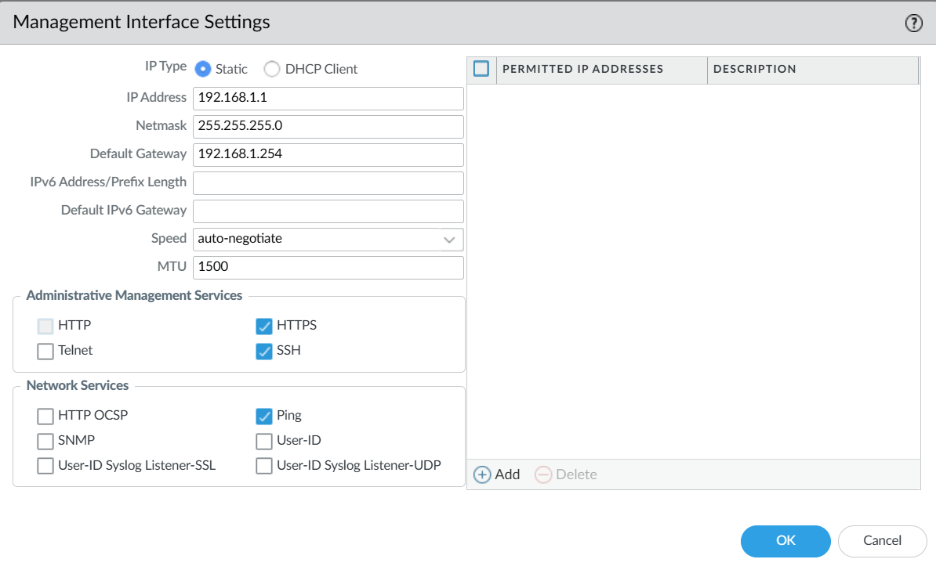 Management Interface Settings
IP Type Static DHCP Client
IP Address 192.168.1.1
Netmask 255.255.255.0
Default Gateway 192.168.1.254
IPv6 Address/Prefix Length
Default IPv6 Gateway
Speed auto-negotiate
MTU 1500
Administrative Management Services
HTTP HTTPS
Telnet SSH
Network Services
HTTP OCSP Ping
SNMP User-ID
User-ID Syslog Listener-SSL User-ID Syslog Listener-UDP
PERMITTED IP ADDRESSES DESCRIPTION
Add Delete
OK Cancel